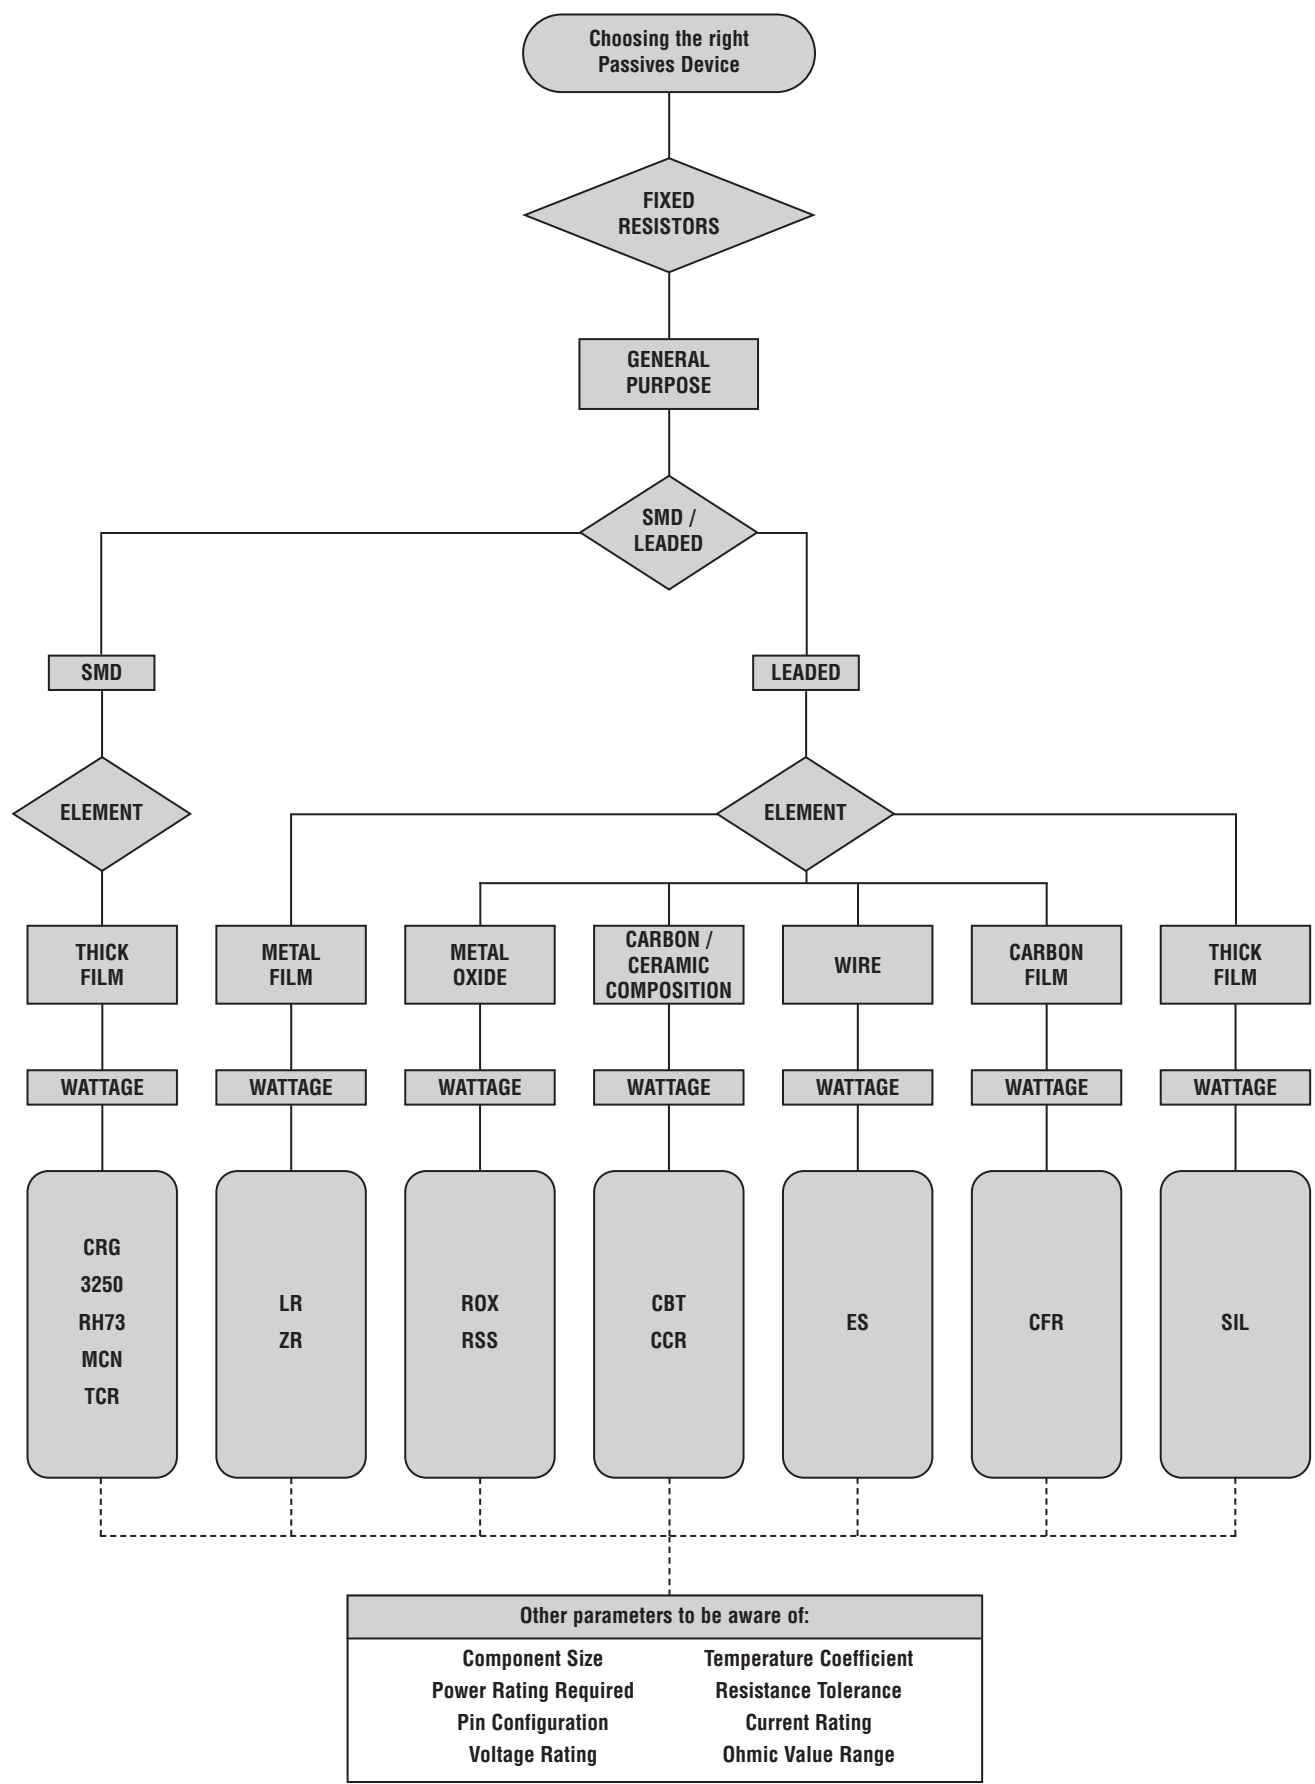 Choosing the right
Passives Device
FIXED
RESISTORS
GENERAL
PURPOSE
SMD /
LEADED
SMD
LEADED
ELEMENT
ELEMENT
THICK
FILM
METAL
FILM
METAL
OXIDE
CARBON /
CERAMIC
COMPOSITION
WIRE
CARBON
FILM
THICK
FILM
WATTAGE
WATTAGE
WATTAGE
WATTAGE
WATTAGE
WATTAGE
WATTAGE
CRG
3250
RH73
MCN
TCR
LR
ZR
ROX
RSS
CBT
CCR
ES
CFR
SIL
Other parameters to be aware of:
Component Size
Power Rating Required
Pin Configuration
Voltage Rating
Temperature Coefficient
Resistance Tolerance
Current Rating
Ohmic Value Range